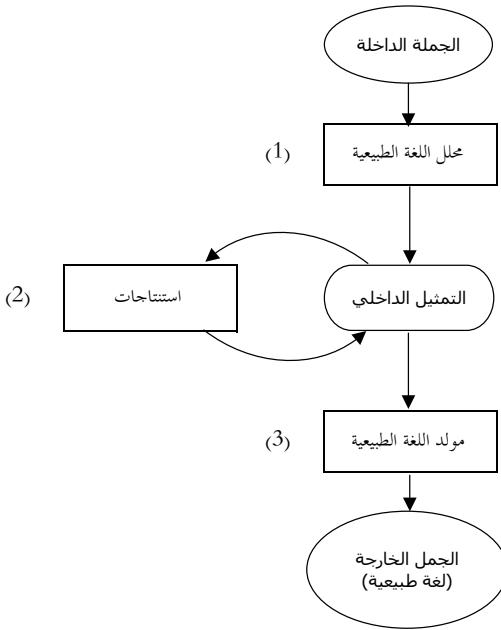 الجملة الداخلة
(1)
محلل اللغة الطبيعية
(2)
استنتاجات
التمثيل الداخلي
(3)
مولد اللغة الطبيعية
الجمل الخارجة
(لغة طبيعية)